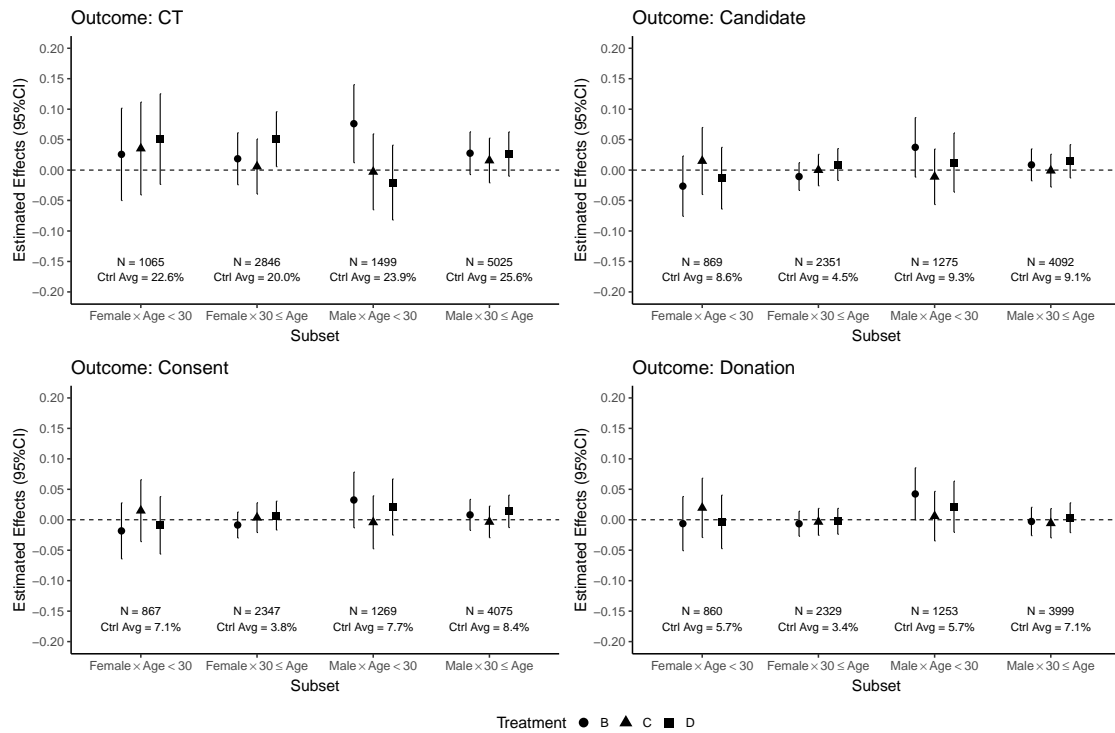 Outcome: CT
Estimated Effects (95%CI)
0.20
0.15
0.10
0.05
0.00
−0.05
−0.10
−0.15
−0.20
N = 1065
Ctrl Avg = 22.6%
N = 2846
Ctrl Avg = 20.0%
N = 1499
Ctrl Avg = 23.9%
N = 5025
Ctrl Avg = 25.6%
Female × Age < 30
Female × 30 ≤ Age
Male × Age < 30
Male × 30 ≤ Age
Subset
Outcome: Candidate
Estimated Effects (95%CI)
0.20
0.15
0.10
0.05
0.00
−0.05
−0.10
−0.15
−0.20
N = 869
Ctrl Avg = 8.6%
N = 2351
Ctrl Avg = 4.5%
N = 1275
Ctrl Avg = 9.3%
N = 4092
Ctrl Avg = 9.1%
Female × Age < 30
Female × 30 ≤ Age
Male × Age < 30
Male × 30 ≤ Age
Subset
Outcome: Consent
Estimated Effects (95%CI)
0.20
0.15
0.10
0.05
0.00
−0.05
−0.10
−0.15
−0.20
N = 867
Ctrl Avg = 7.1%
N = 2347
Ctrl Avg = 3.8%
N = 1269
Ctrl Avg = 7.7%
N = 4075
Ctrl Avg = 8.4%
Female × Age < 30
Female × 30 ≤ Age
Male × Age < 30
Male × 30 ≤ Age
Subset
Outcome: Donation
Estimated Effects (95%CI)
0.20
0.15
0.10
0.05
0.00
−0.05
−0.10
−0.15
−0.20
N = 860
Ctrl Avg = 5.7%
N = 2329
Ctrl Avg = 3.4%
N = 1253
Ctrl Avg = 5.7%
N = 3999
Ctrl Avg = 7.1%
Female × Age < 30
Female × 30 ≤ Age
Male × Age < 30
Male × 30 ≤ Age
Subset
Treatment B C D